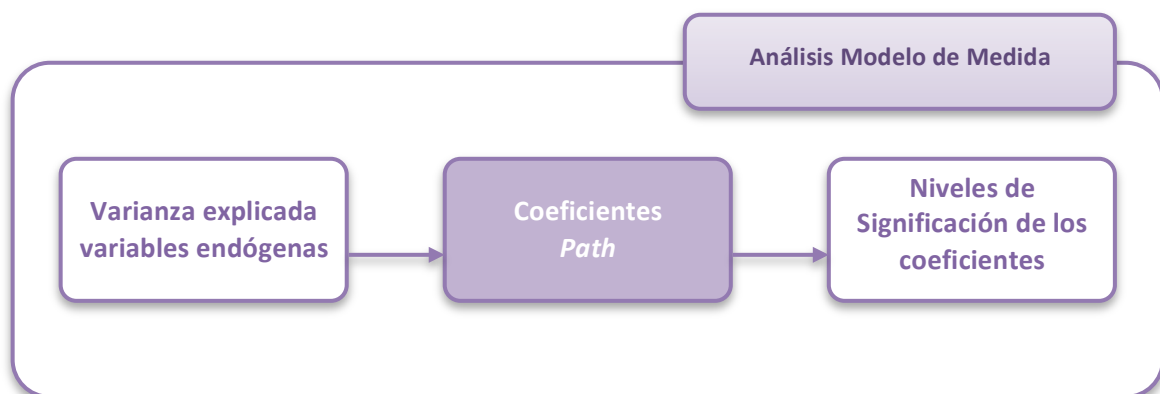 Análisis Modelo de Medida
Varianza explicada
variables endógenas
Coeficientes
Path
Niveles de
Significación de los
coeficientes